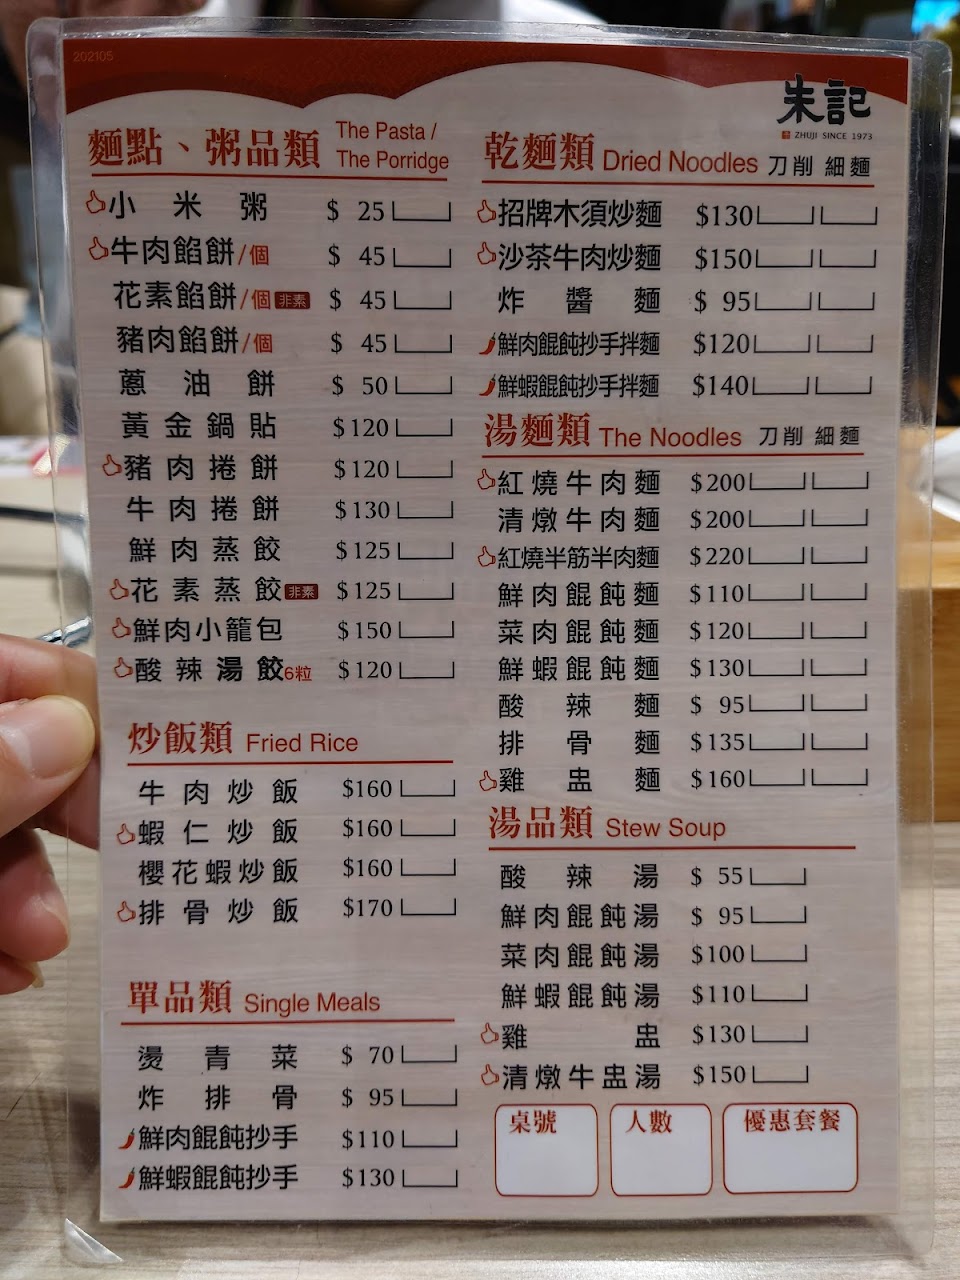 202105
朱記
ZHUJI SINCE 1973
麵點、粥品類 The Pasta / The Porridge
小米粥 $ 25
牛肉餡餅/個 $ 45
花素餡餅/個 非素 $ 45
豬肉餡餅/個 $ 45
蔥油餅 $ 50
黃金鍋貼 $120
豬肉捲餅 $120
牛肉捲餅 $130
鮮肉蒸餃 $125
花素蒸餃 非素 $125
鮮肉小籠包 $150
酸辣湯餃6粒 $120
炒飯類 Fried Rice
牛肉炒飯 $160
蝦仁炒飯 $160
櫻花蝦炒飯 $160
排骨炒飯 $170
單品類 Single Meals
燙青菜 $ 70
炸排骨 $ 95
鮮肉餛飩抄手 $110
鮮蝦餛飩抄手 $130
乾麵類 Dried Noodles 刀削 細麵
招牌木須炒麵 $130
沙茶牛肉炒麵 $150
炸醬麵 $ 95
鮮肉餛飩抄手拌麵 $120
鮮蝦餛飩抄手拌麵 $140
湯麵類 The Noodles 刀削 細麵
紅燒牛肉麵 $200
清燉牛肉麵 $200
紅燒半筋半肉麵 $220
鮮肉餛飩麵 $110
菜肉餛飩麵 $120
鮮蝦餛飩麵 $130
酸辣麵 $ 95
排骨麵 $135
雞盅麵 $160
湯品類 Stew Soup
酸辣湯 $ 55
鮮肉餛飩湯 $ 95
菜肉餛飩湯 $100
鮮蝦餛飩湯 $110
雞盅 $130
清燉牛盅湯 $150
桌號 人數 優惠套餐